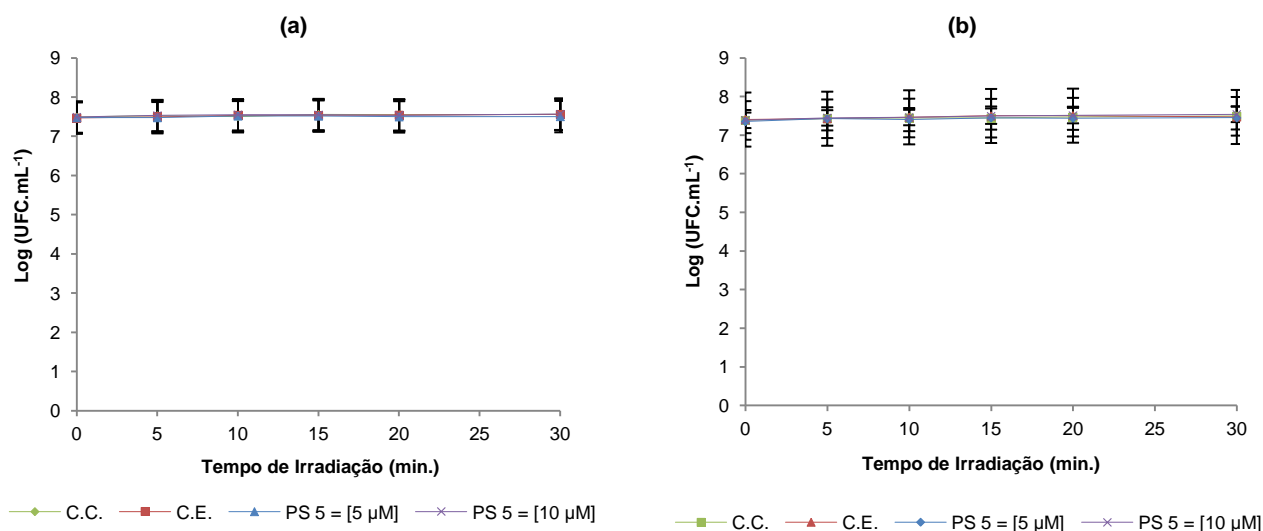 (a)
9
8
7
6
5
4
3
2
1
0
Log (UFC.mL-1)
0 5 10 15 20 25 30
Tempo de Irradiação (min.)
C.C. C.E. PS 5 = [5 µM] PS 5 = [10 µM]
(b)
9
8
7
6
5
4
3
2
1
0
Log (UFC.mL-1)
0 5 10 15 20 25 30
Tempo de Irradiação (min.)
C.C. C.E. PS 5 = [5 µM] PS 5 = [10 µM]